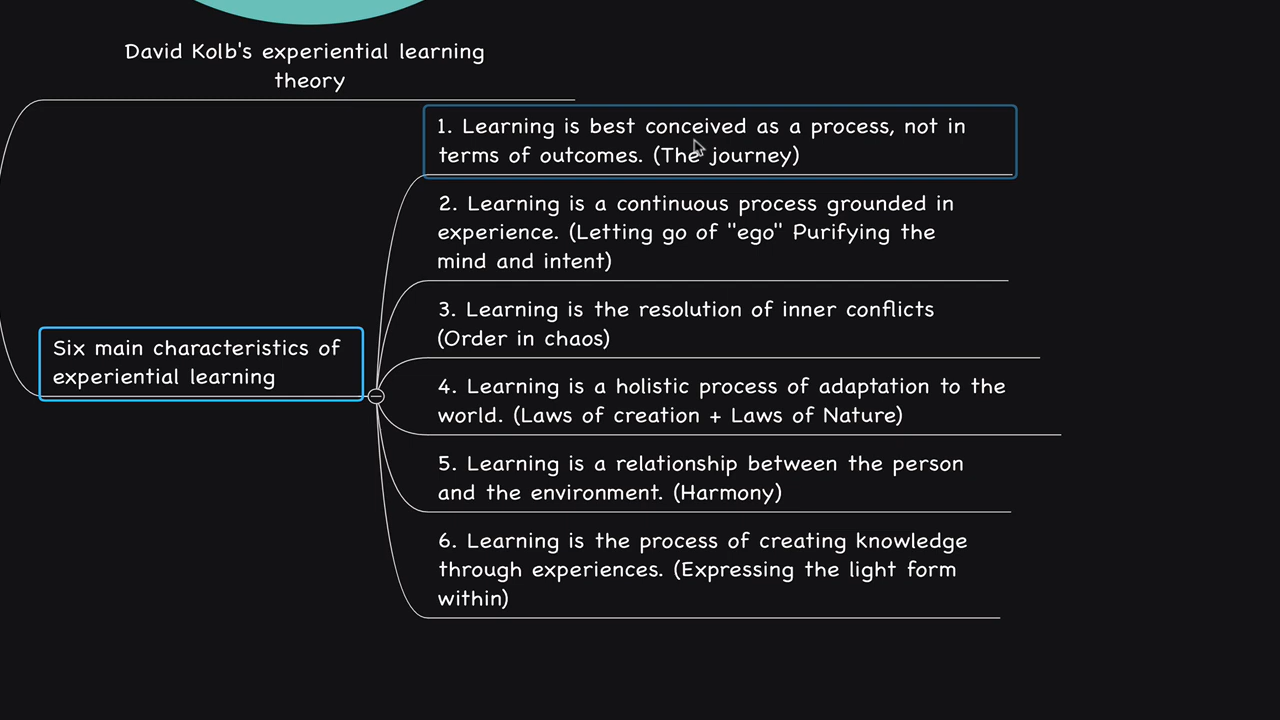 David Kolb's experiential learning
theory
1. Learning is best conceived as a process, not in
terms of outcomes. (The journey)
2. Learning is a continuous process grounded in
experience. (Letting go of "ego" Purifying the
mind and intent)
3. Learning is the resolution of inner conflicts
(Order in chaos)
Six main characteristics of
experiential learning
4. Learning is a holistic process of adaptation to the
world. (Laws of creation + Laws of Nature)
5. Learning is a relationship between the person
and the environment. (Harmony)
6. Learning is the process of creating knowledge
through experiences. (Expressing the light form
within)